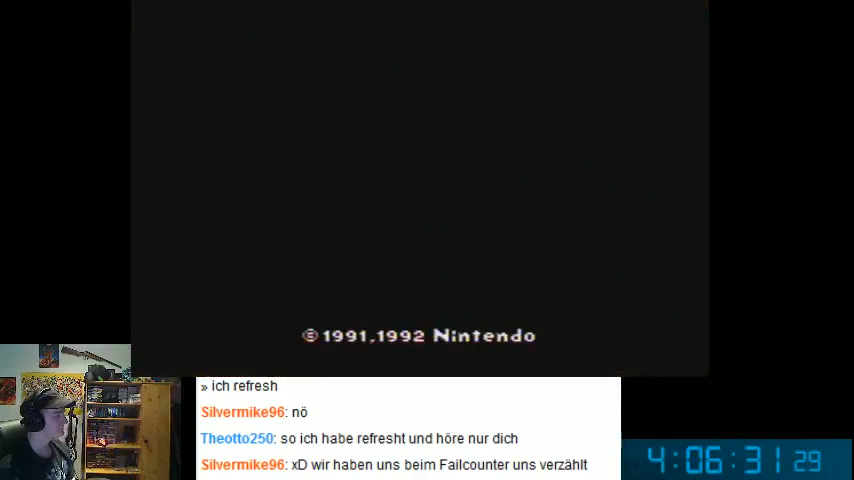 ©1991,1992 Nintendo
» ich refresh
Silvermike96: nö
Theotto250: so ich habe refresht und höre nur dich
Silvermike96: xD wir haben uns beim Failcounter uns verzählt
4:06:31 29